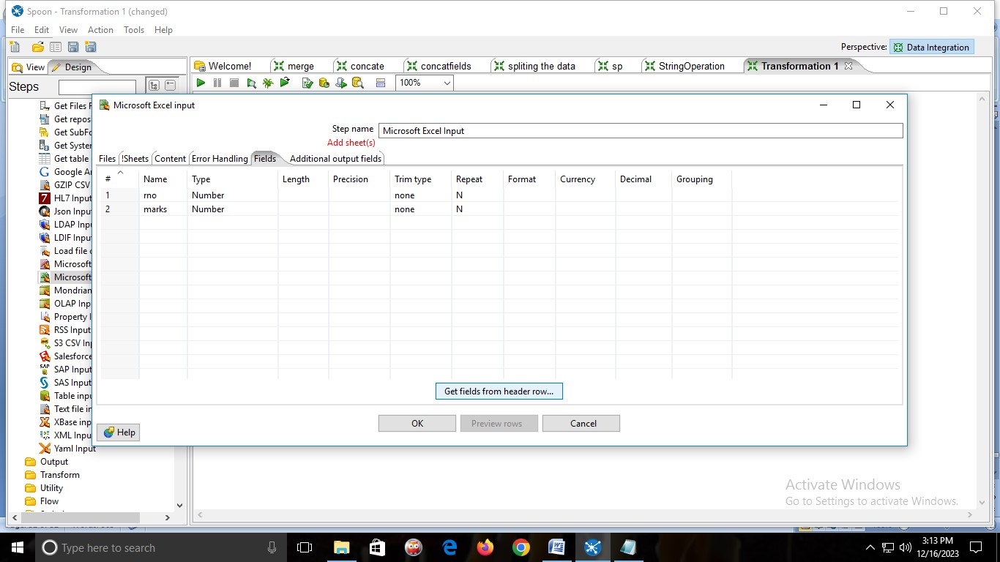 Spoon - Transformation 1 (changed)
File Edit View Action Tools Help
Perspective: Data Integration
View Design
Welcome! merge concate concatfields spliting the data sp StringOperation Transformation 1
Steps
100%
Microsoft Excel input
Step name Microsoft Excel Input
Add sheet(s)
Files !Sheets Content Error Handling Fields Additional output fields
# Name Type Length Precision Trim type Repeat Format Currency Decimal Grouping
1 rno Number none N
2 marks Number none N
Get fields from header row...
OK Preview rows Cancel
Help
Get Files
Get repos
Get SubFo
Get System
Get table
Google An
GZIP CSV
HL7 Input
Json Input
LDAP Inp
LDIF Input
Load file
Microsoft
Microsoft
Mondrian
OLAP Inp
Property I
RSS Input
S3 CSV Inp
Salesforce
SAP Input
SAS Input
Table inpu
Text file in
XBase inp
XML Inpu
Yaml Input
Output
Transform
Utility
Flow
Activate Windows
Go to Settings to activate Windows.
Type here to search
3:13 PM
12/16/2023